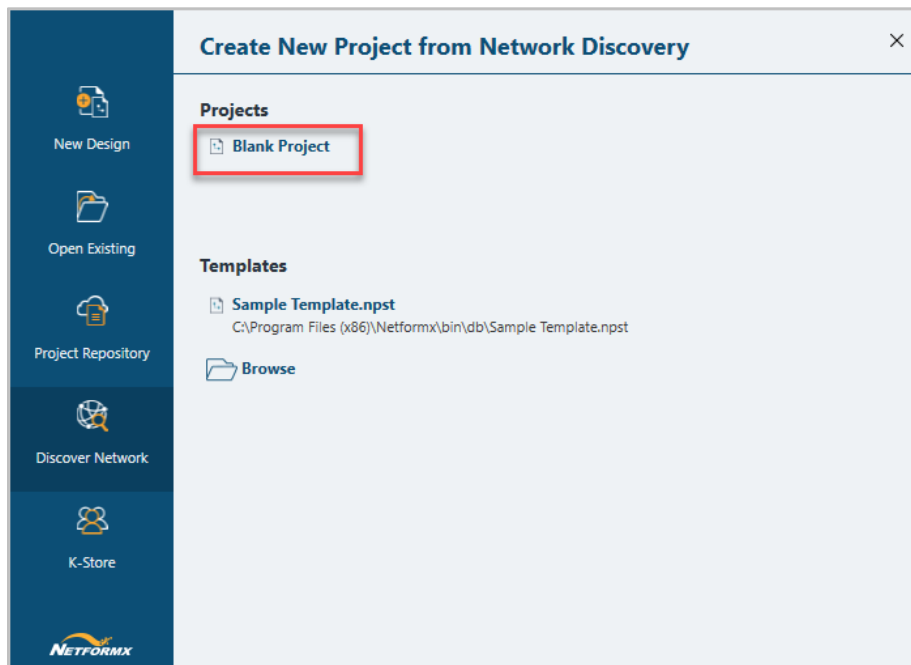 Create New Project from Network Discovery
New Design
Open Existing
Project Repository
Discover Network
K-Store
NETFORMX
Projects
Blank Project
Templates
Sample Template.npst
C:\Program Files (x86)\Netformx\bin\db\Sample Template.npst
Browse